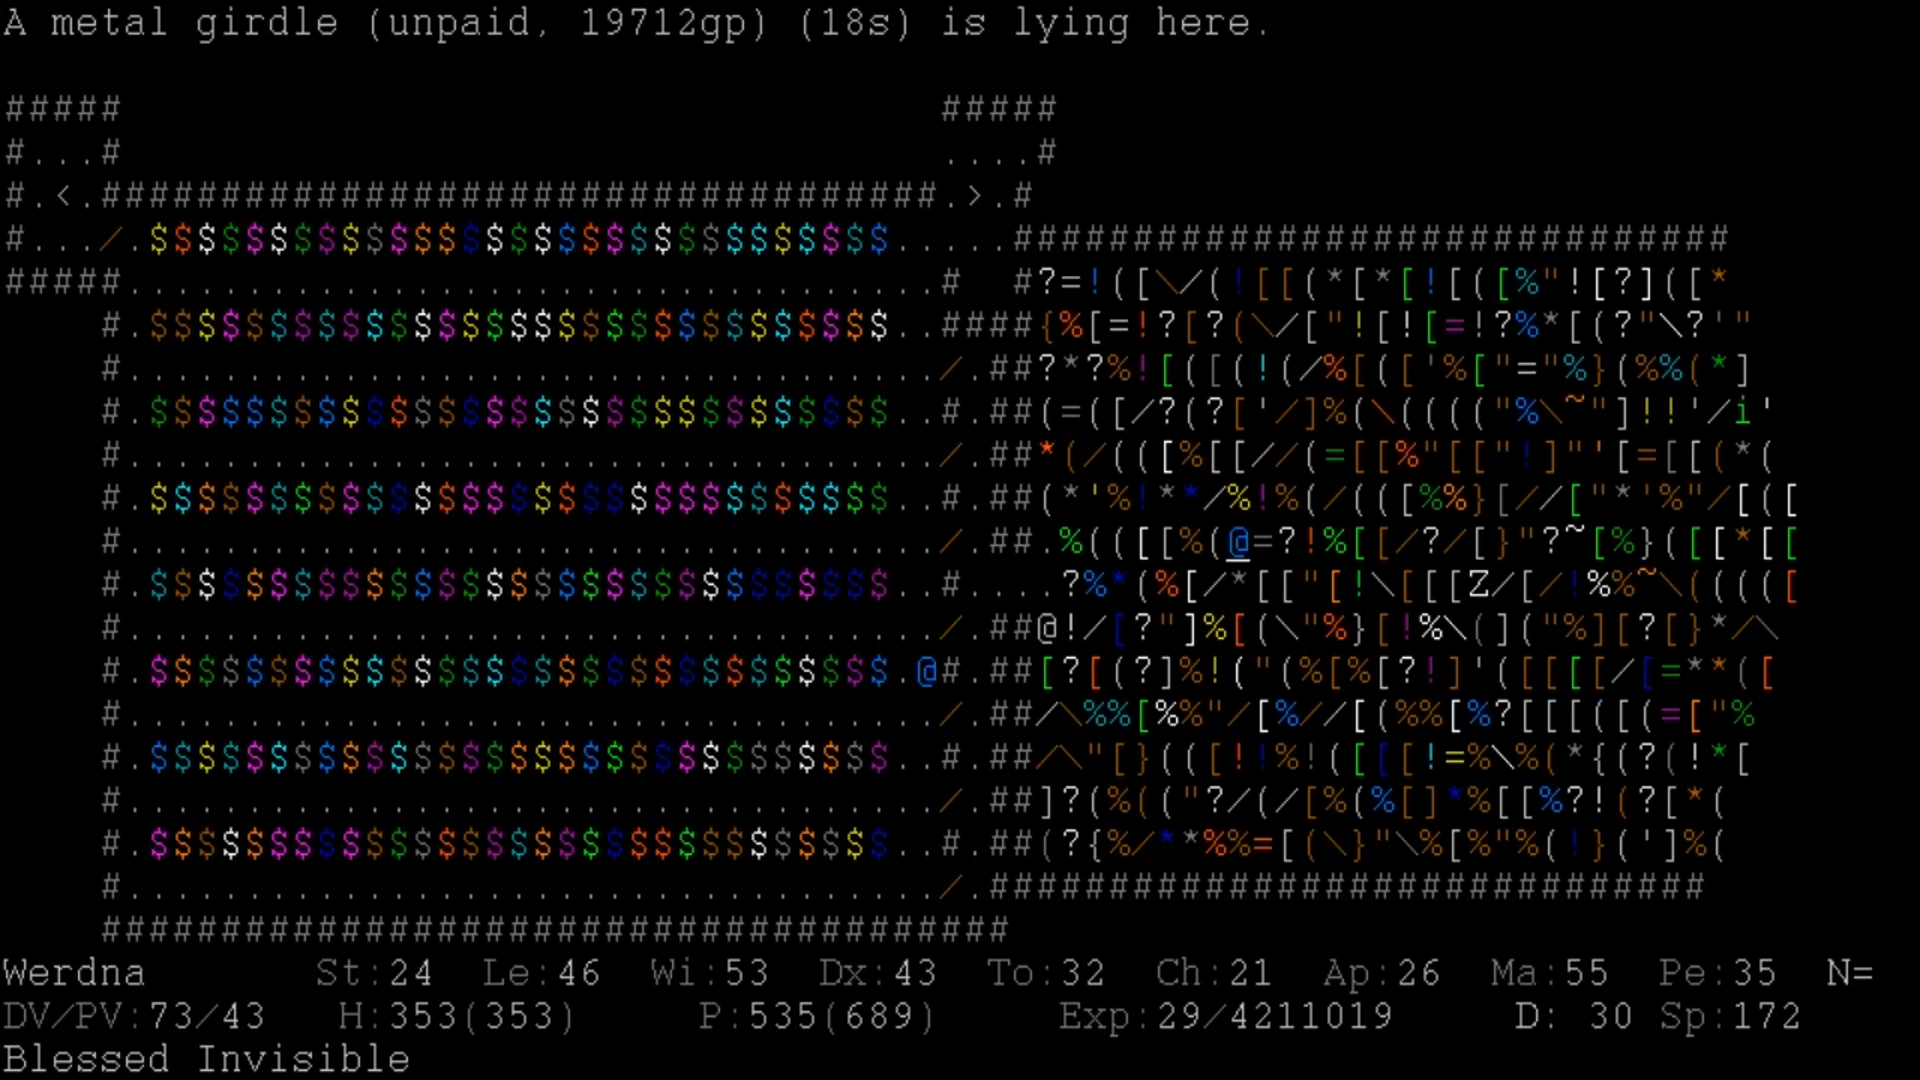 A metal girdle (unpaid, 19712gp) (18s) is lying here.
Werdna St:24 Le:46 Wi:53 Dx:43 To:32 Ch:21 Ap:26 Ma:55 Pe:35 N=
DV/PV:73/43 H:353(353) P:535(689) Exp:29/4211019 D: 30 Sp:172
Blessed Invisible